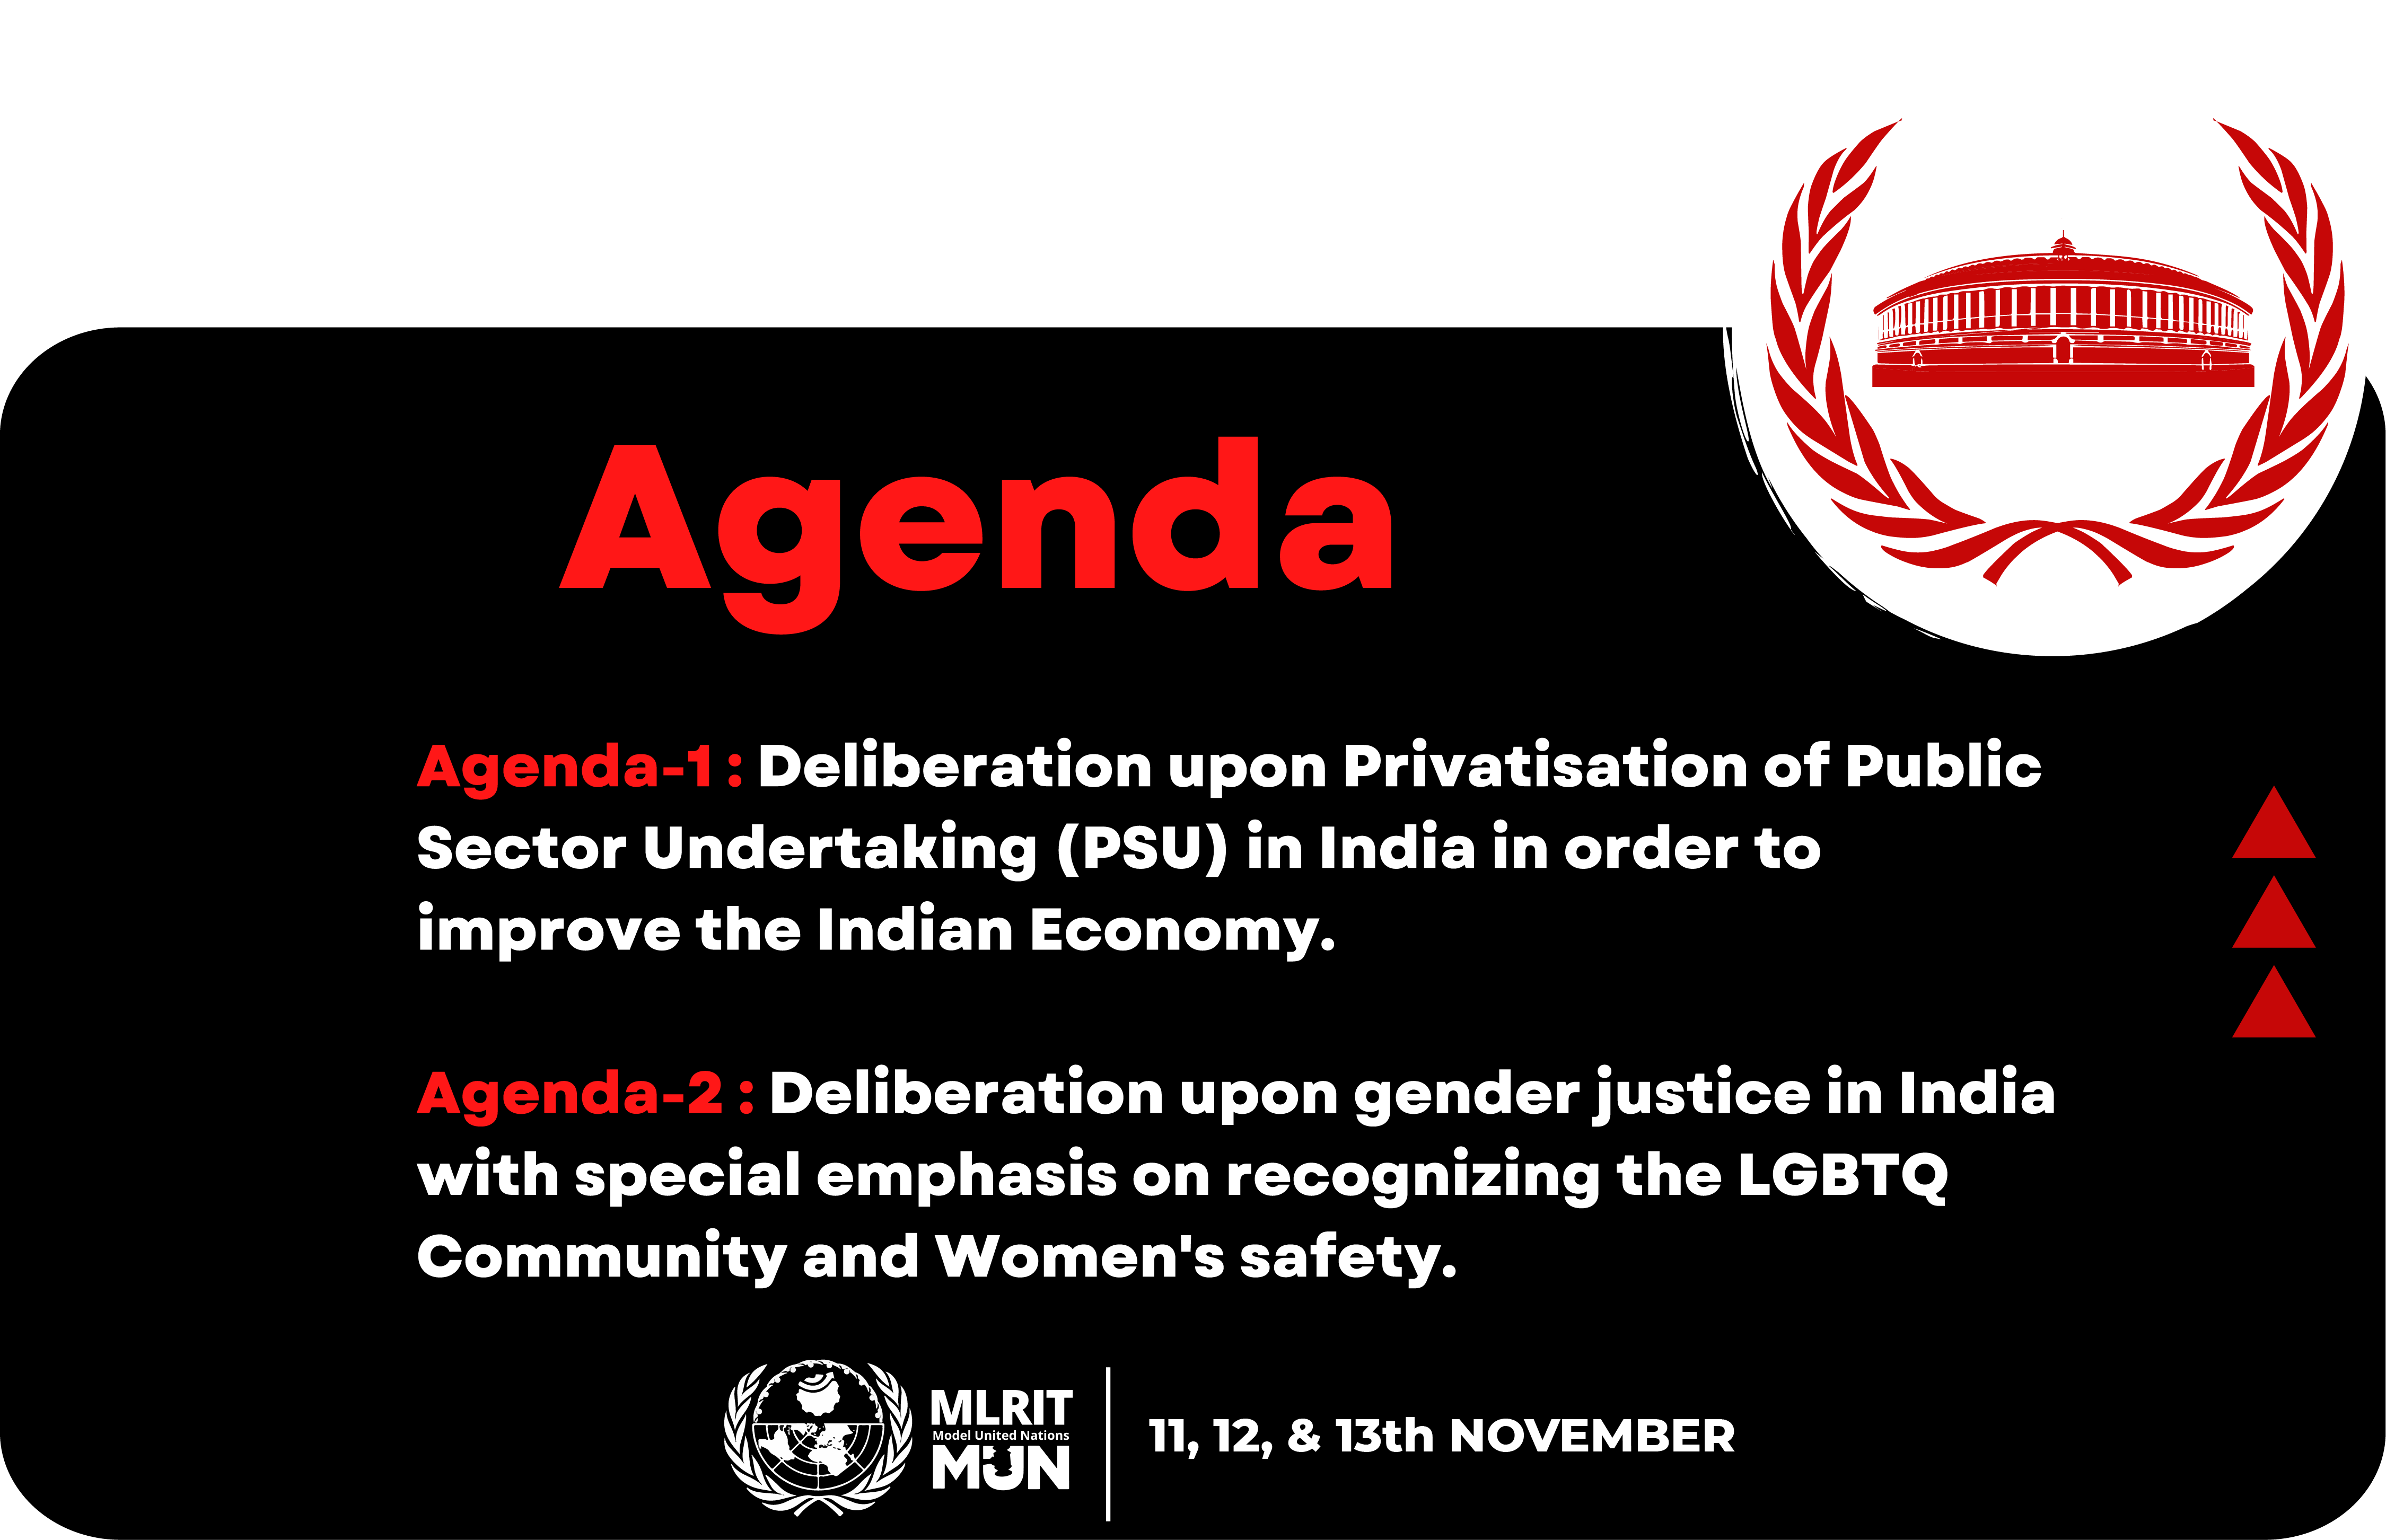 Agenda
Agenda-1 : Deliberation upon Privatisation of Public
Sector Undertaking (PSU) in India in order to
improve the Indian Economy.
Agenda-2 : Deliberation upon gender justice in India
with special emphasis on recognizing the LGBTQ
Community and Women's safety.
MLRIT
Model United Nations
MUN
11, 12, & 13th NOVEMBER